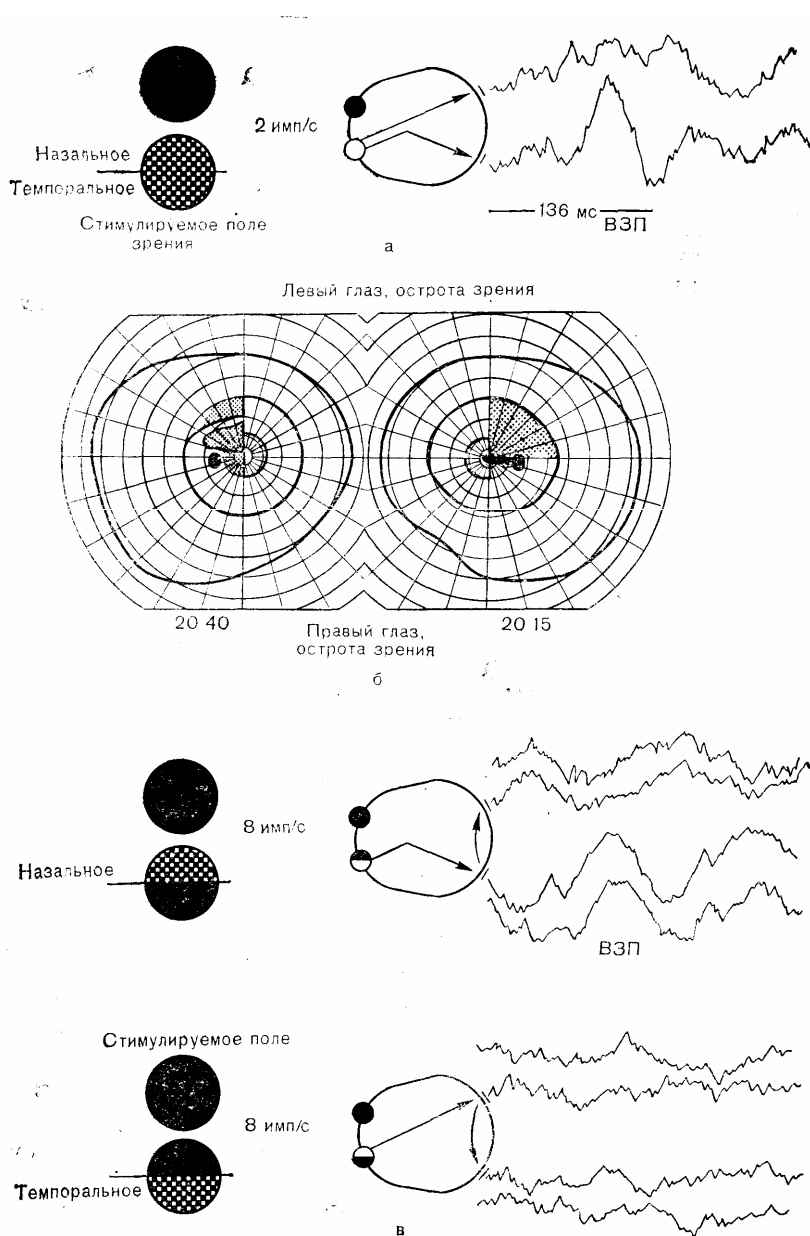 2 имп/с
Назальное
Темпоральное
Стимулируемое поле
зрения
136 мс
ВЗП
а
Левый глаз, острота зрения
20 40
Правый глаз,
острота зрения
20 15
б
8 имп/с
Назальное
ВЗП
Стимулируемое поле
8 имп/с
Темпоральное
в